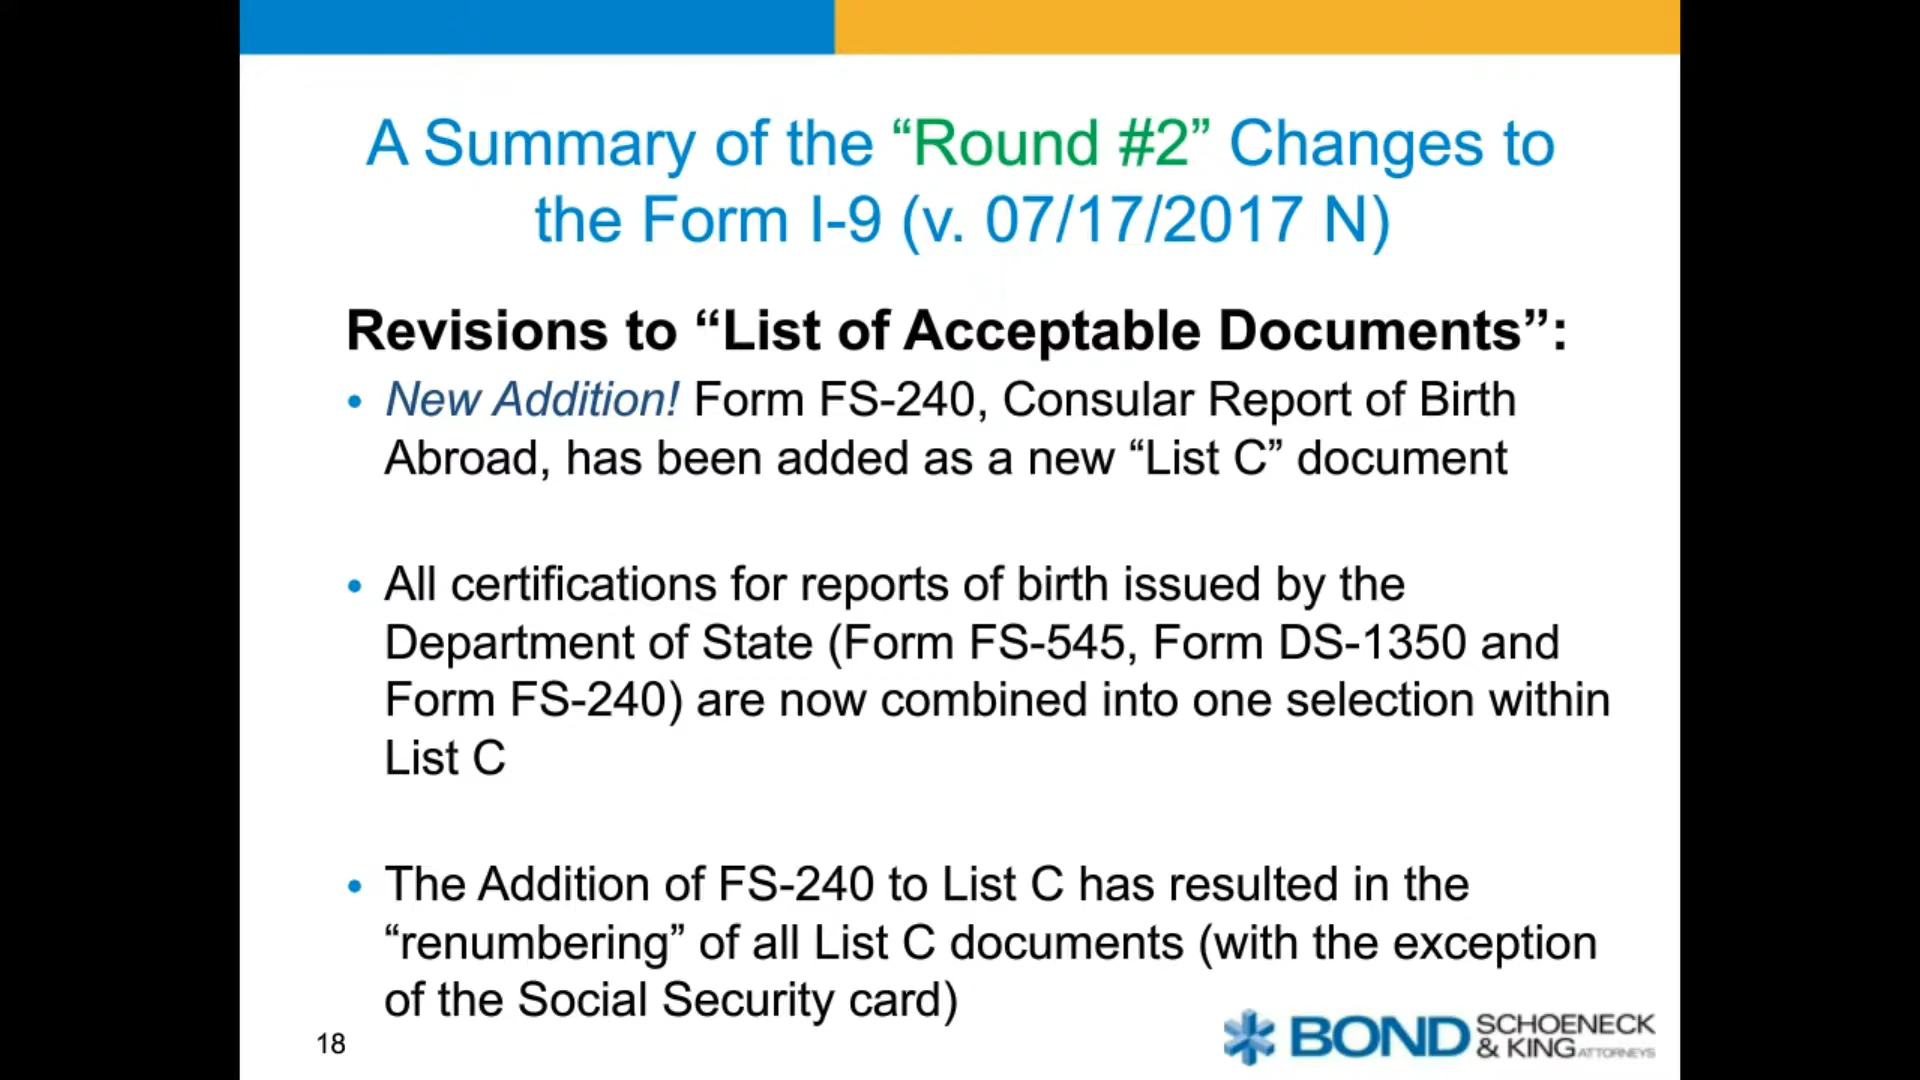 A Summary of the “Round #2” Changes to
the Form I-9 (v. 07/17/2017 N)
Revisions to “List of Acceptable Documents”:
• New Addition! Form FS-240, Consular Report of Birth
Abroad, has been added as a new “List C” document
• All certifications for reports of birth issued by the
Department of State (Form FS-545, Form DS-1350 and
Form FS-240) are now combined into one selection within
List C
• The Addition of FS-240 to List C has resulted in the
“renumbering” of all List C documents (with the exception
of the Social Security card)
18
BOND SCHOENECK
& KING ATTORNEYS